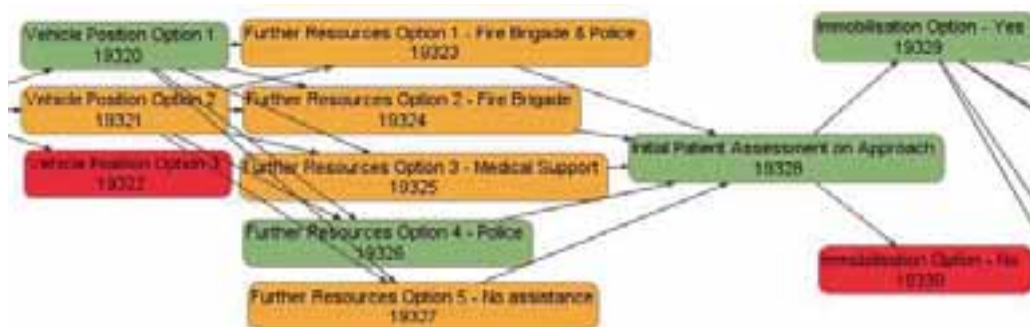 Vehicle Position Option 1
19320
Vehicle Position Option 2
19321
Vehicle Position Option 3
19322
Further Resources Option 1 - Fire Brigade & Police
19323
Further Resources Option 2 - Fire Brigade
19324
Further Resources Option 3 - Medical Support
19325
Further Resources Option 4 - Police
19326
Further Resources Option 5 - No assistance
19327
Initial Patient Assessment on Approach
19328
Immobilisation Option - Yes
19329
Immobilisation Option - No
19330